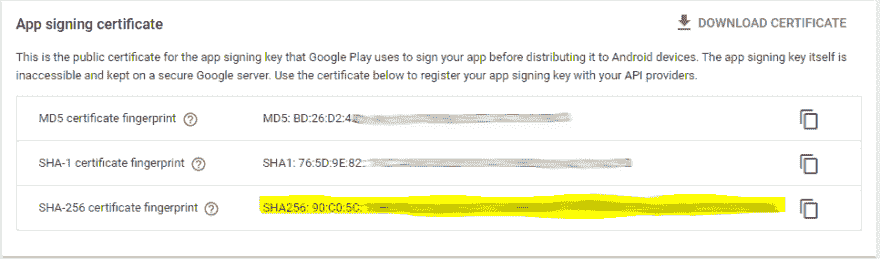 App signing certificate
DOWNLOAD CERTIFICATE
This is the public certificate for the app signing key that Google Play uses to sign your app before distributing it to Android devices. The app signing key itself is
inaccessible and kept on a secure Google server. Use the certificate below to register your app signing key with your API providers.
MD5 certificate fingerprint MD5: BD:26:D2:4
SHA-1 certificate fingerprint SHA1: 76:5D:9E:82:
SHA-256 certificate fingerprint SHA256: 90:C0:5C: